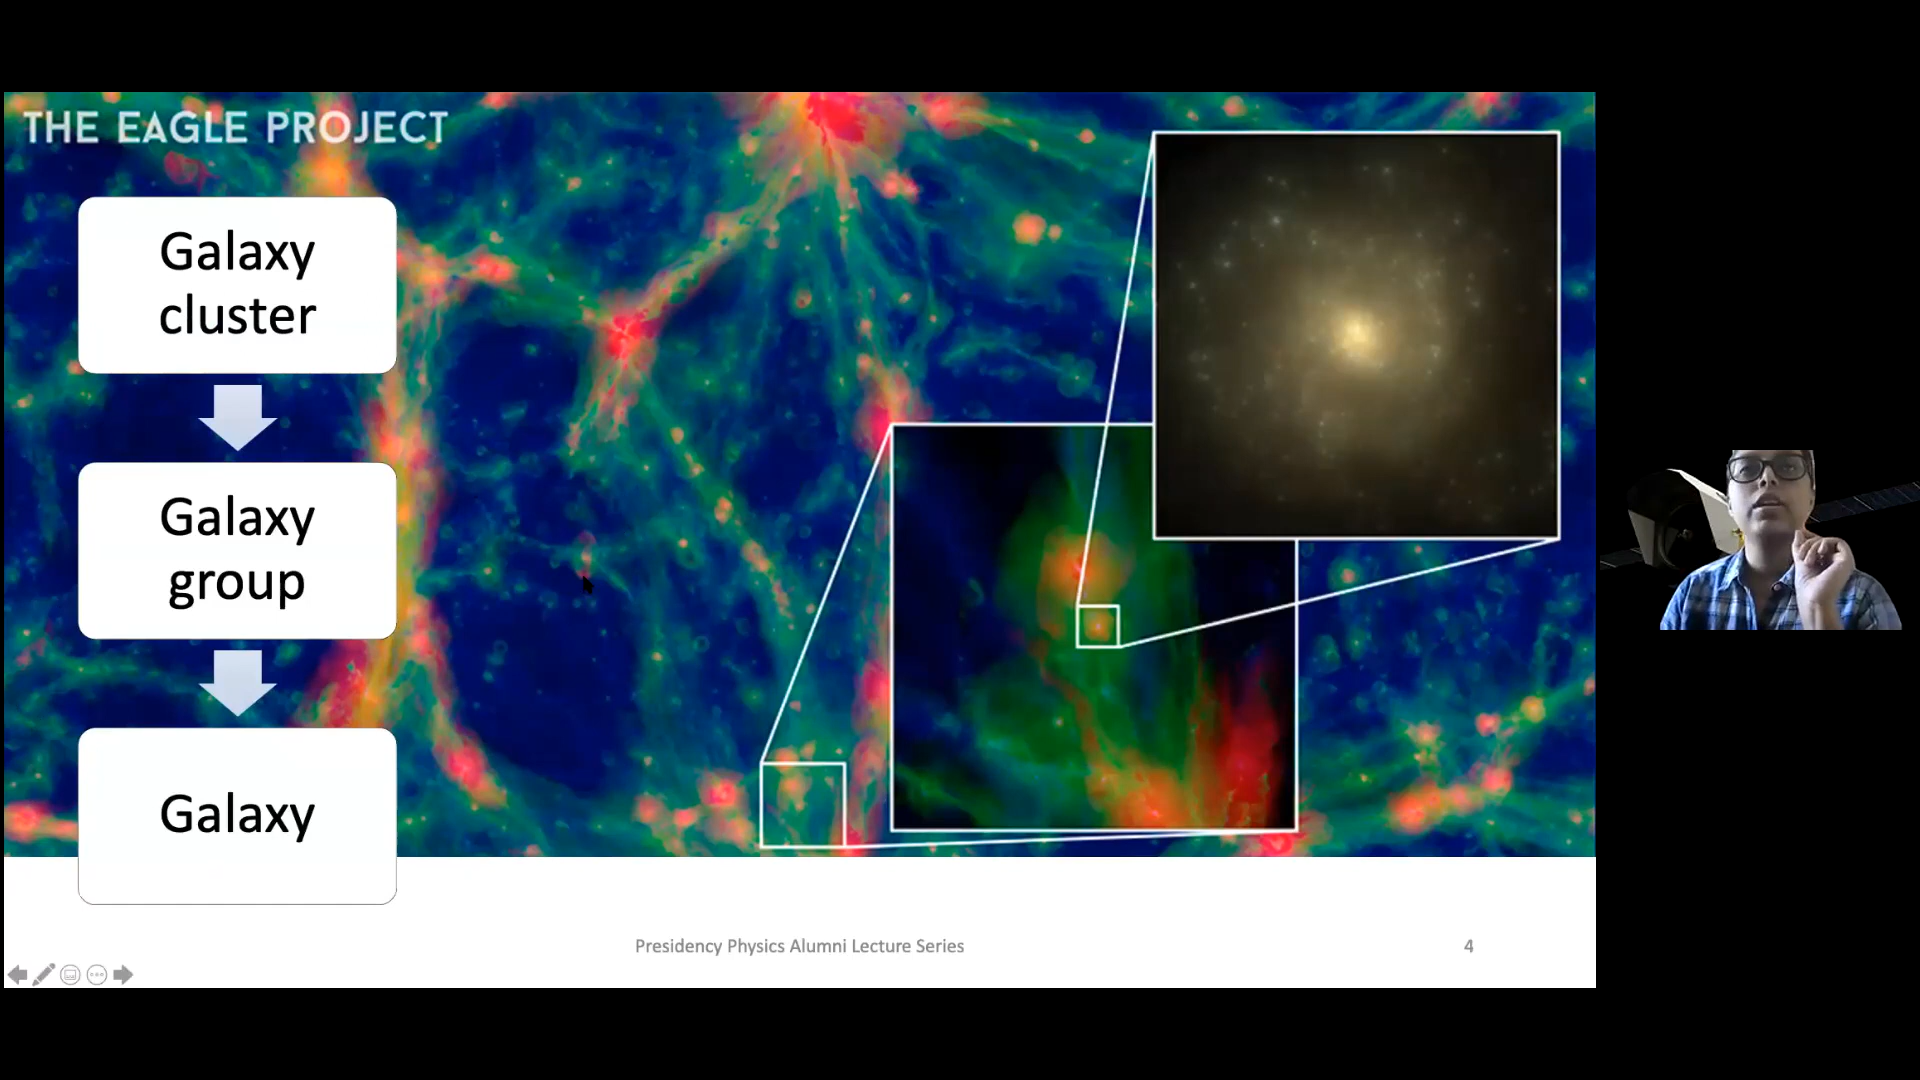 THE EAGLE PROJECT
Galaxy
cluster
Galaxy
group
Galaxy
Presidency Physics Alumni Lecture Series
4